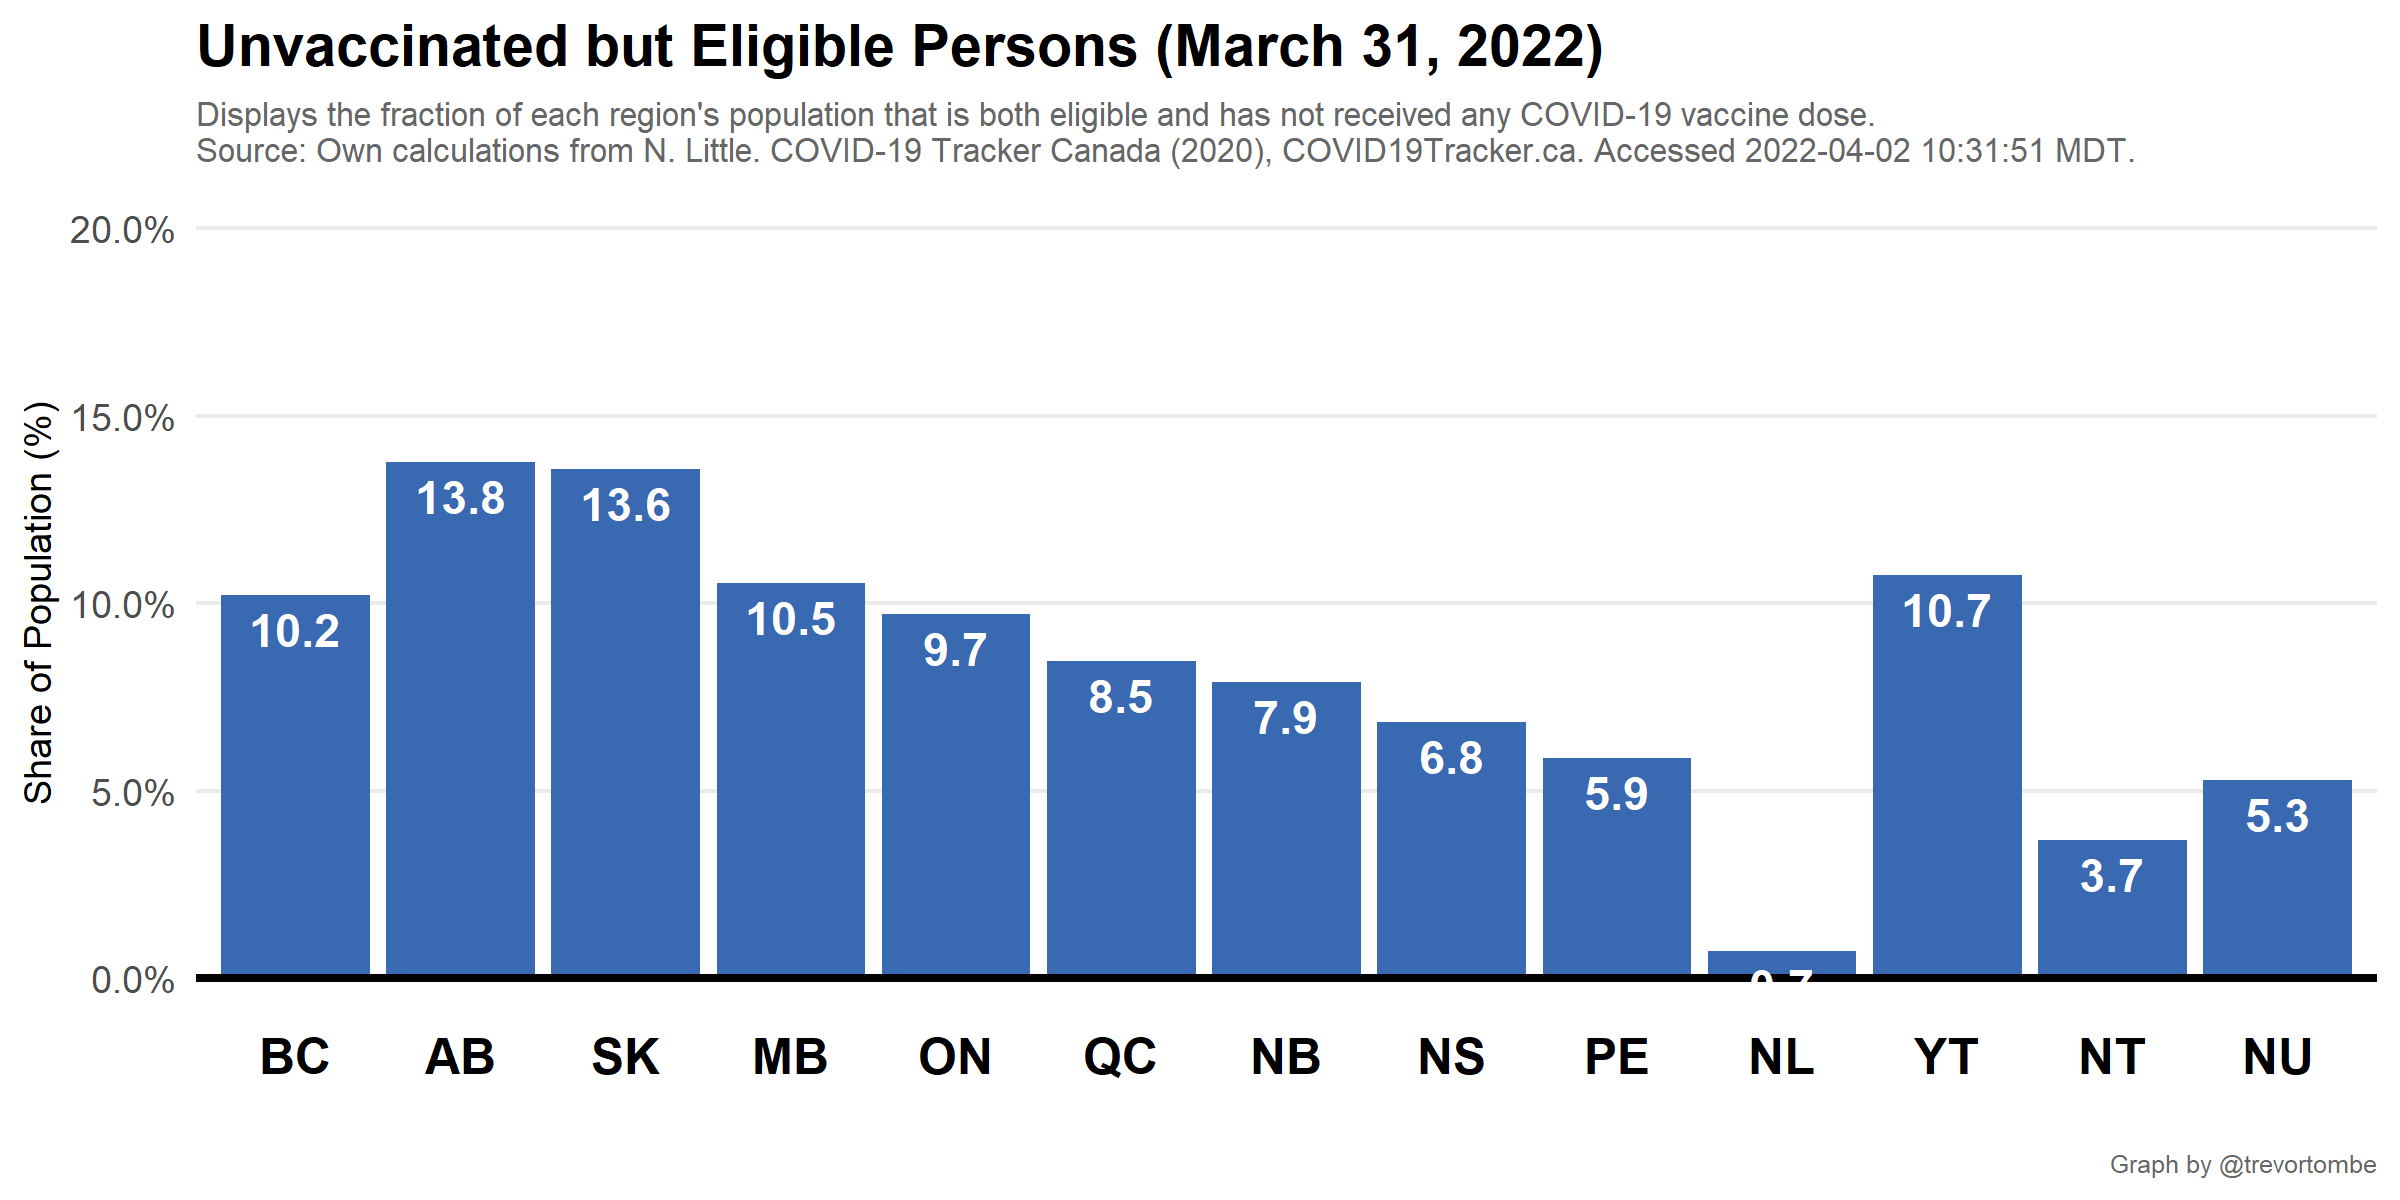 Unvaccinated but Eligible Persons (March 31, 2022)
Displays the fraction of each region's population that is both eligible and has not received any COVID-19 vaccine dose.
Source: Own calculations from N. Little. COVID-19 Tracker Canada (2020), COVID19Tracker.ca. Accessed 2022-04-02 10:31:51 MDT.
Share of Population (%)
20.0%
15.0%
10.0%
5.0%
0.0%
10.2
13.8
13.6
10.5
9.7
8.5
7.9
6.8
5.9
0.7
10.7
3.7
5.3
BC
AB
SK
MB
ON
QC
NB
NS
PE
NL
YT
NT
NU
Graph by @trevortombe